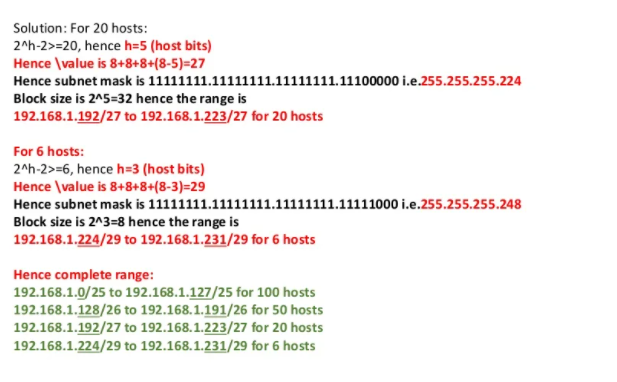 Solution: For 20 hosts:
2^h-2>=20, hence h=5 (host bits)
Hence \value is 8+8+8+(8-5)=27
Hence subnet mask is 11111111.11111111.11111111.11100000 i.e.255.255.255.224
Block size is 2^5=32 hence the range is
192.168.1.192/27 to 192.168.1.223/27 for 20 hosts
For 6 hosts:
2^h-2>=6, hence h=3 (host bits)
Hence \value is 8+8+8+(8-3)=29
Hence subnet mask is 11111111.11111111.11111111.11111000 i.e.255.255.255.248
Block size is 2^3=8 hence the range is
192.168.1.224/29 to 192.168.1.231/29 for 6 hosts
Hence complete range:
192.168.1.0/25 to 192.168.1.127/25 for 100 hosts
192.168.1.128/26 to 192.168.1.191/26 for 50 hosts
192.168.1.192/27 to 192.168.1.223/27 for 20 hosts
192.168.1.224/29 to 192.168.1.231/29 for 6 hosts